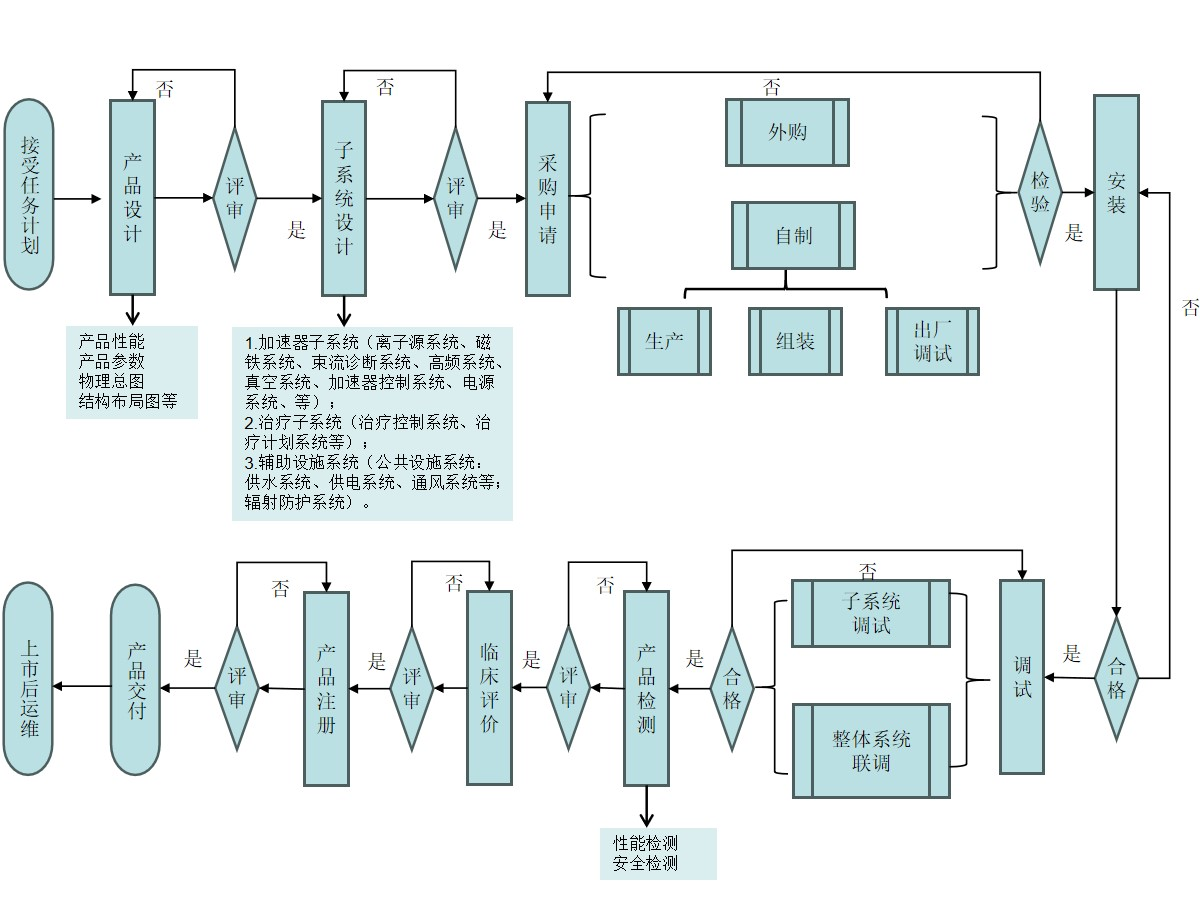 否
否
否
接受任务计划
产品设计
评审
是
子系统设计
评审
是
采购申请
外购
自制
生产
组装
出厂
调试
检验
是
安装
否
产品性能
产品参数
物理总图
结构布局图等
1.加速器子系统（离子源系统、磁
铁系统、束流诊断系统、高频系统、
真空系统、加速器控制系统、电源
系统、等）；
2.治疗子系统（治疗控制系统、治
疗计划系统等）；
3.辅助设施系统（公共设施系统：
供水系统、供电系统、通风系统等；
辐射防护系统）。
上市后运维
产品交付
是
评审
否
产品注册
是
评审
否
临床评价
是
评审
否
产品检测
是
合格
否
子系统
调试
整体系统
联调
调试
是
合格
性能检测
安全检测